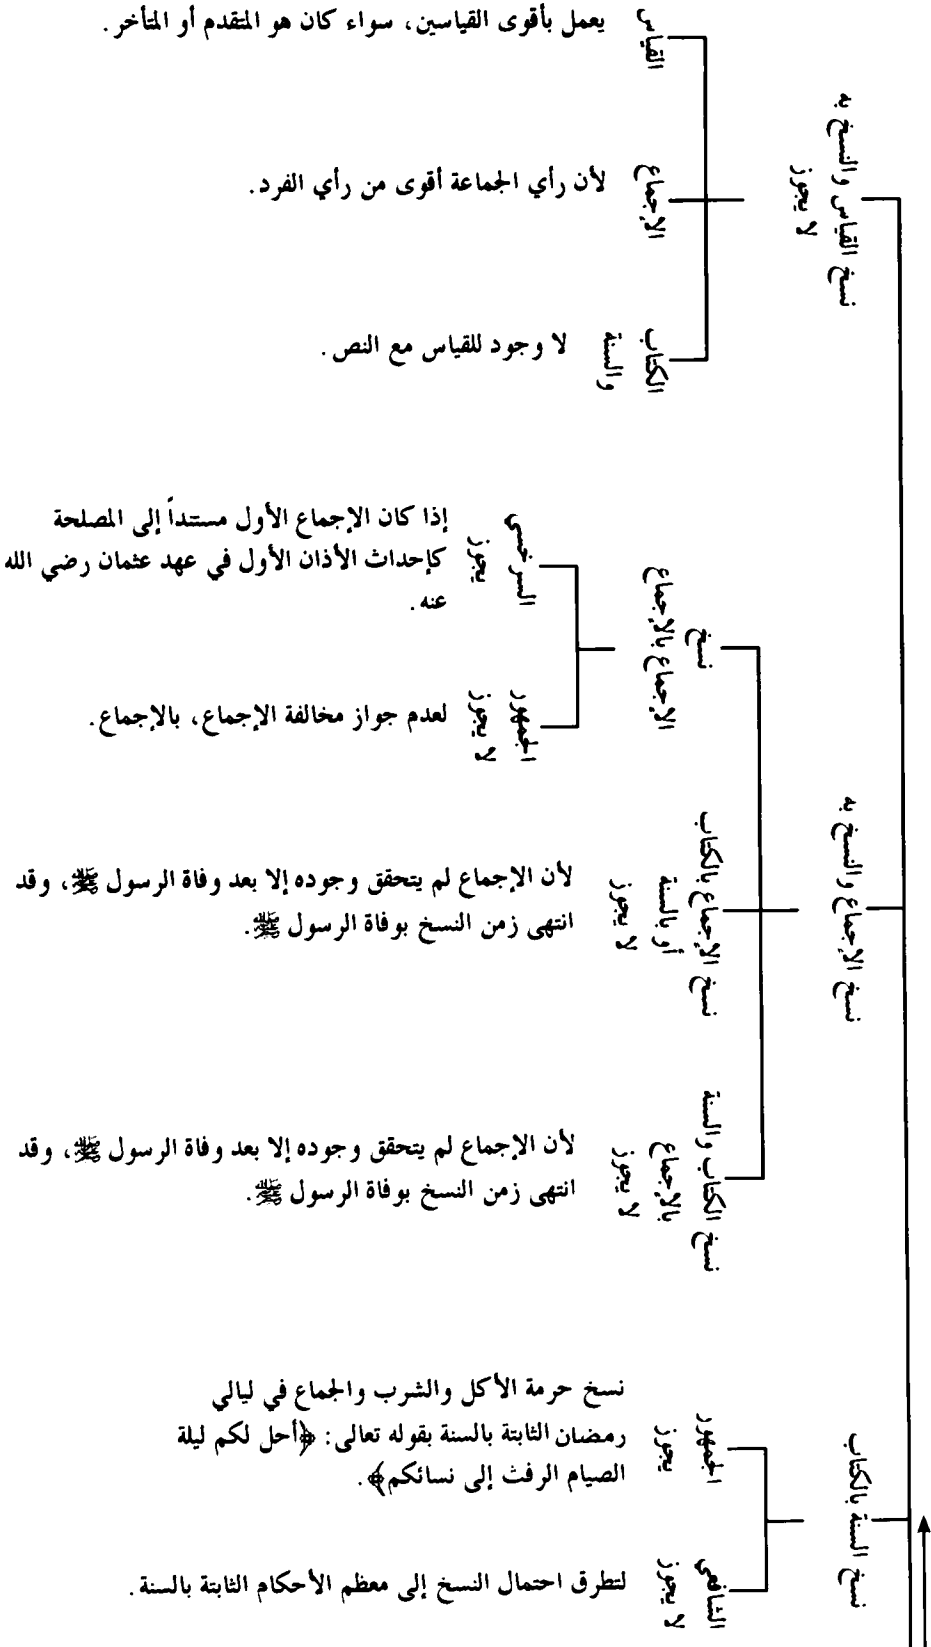 نسخ القياس والنسخ به
لا يجوز
القياس
يعمل بأقوى القياسين، سواء كان هو المتقدم أو المتأخر.
الإجماع
لأن رأي الجماعة أقوى من رأي الفرد.
الكتاب
والسنة
لا وجود للقياس مع النص.
نسخ الإجماع والنسخ به
نسخ
الإجماع بالإجماع
السرخسي
يجوز
إذا كان الإجماع الأول مستنداً إلى المصلحة
كإحداث الأذان الأول في عهد عثمان رضي الله
عنه.
الجمهور
لا يجوز
لعدم جواز مخالفة الإجماع، بالإجماع.
نسخ الإجماع بالكتاب
أو بالسنة
لا يجوز
لأن الإجماع لم يتحقق وجوده إلا بعد وفاة الرسول ﷺ، وقد
انتهى زمن النسخ بوفاة الرسول ﷺ.
نسخ الكتاب والسنة
بالإجماع
لا يجوز
لأن الإجماع لم يتحقق وجوده إلا بعد وفاة الرسول ﷺ، وقد
انتهى زمن النسخ بوفاة الرسول ﷺ.
نسخ السنة بالكتاب
الجمهور
يجوز
نسخ حرمة الأكل والشرب والجماع في ليالي
رمضان الثابتة بالسنة بقوله تعالى: ﴿أحل لكم ليلة
الصيام الرفث إلى نسائكم﴾.
الشافعي
لا يجوز
لتطرق احتمال النسخ إلى معظم الأحكام الثابتة بالسنة.